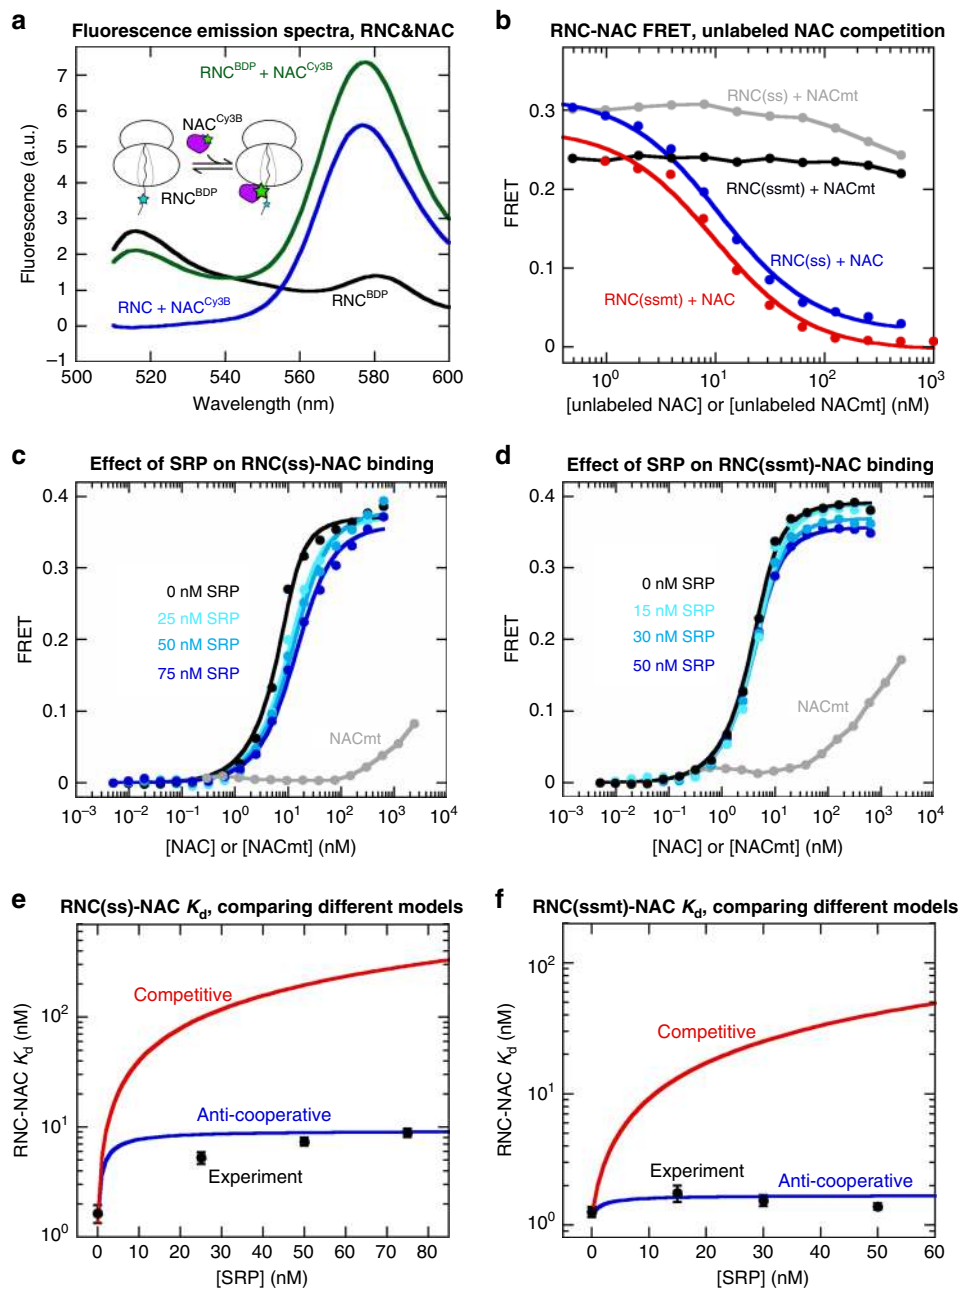 a
Fluorescence emission spectra, RNC&NAC
Fluorescence (a.u.)
7
6
5
4
3
2
1
0
−1
RNC^BDP + NAC^Cy3B
NAC^Cy3B
RNC^BDP
RNC + NAC^Cy3B
RNC^BDP
500 520 540 560 580 600
Wavelength (nm)
b
RNC-NAC FRET, unlabeled NAC competition
FRET
0.3
0.2
0.1
0
RNC(ss) + NACmt
RNC(ssmt) + NACmt
RNC(ss) + NAC
RNC(ssmt) + NAC
10^0 10^1 10^2 10^3
[unlabeled NAC] or [unlabeled NACmt] (nM)
c
Effect of SRP on RNC(ss)-NAC binding
FRET
0.4
0.3
0.2
0.1
0
0 nM SRP
25 nM SRP
50 nM SRP
75 nM SRP
NACmt
10^−3 10^−2 10^−1 10^0 10^1 10^2 10^3 10^4
[NAC] or [NACmt] (nM)
d
Effect of SRP on RNC(ssmt)-NAC binding
FRET
0.4
0.3
0.2
0.1
0
0 nM SRP
15 nM SRP
30 nM SRP
50 nM SRP
NACmt
10^−3 10^−2 10^−1 10^0 10^1 10^2 10^3 10^4
[NAC] or [NACmt] (nM)
e
RNC(ss)-NAC K_d, comparing different models
RNC-NAC K_d (nM)
10^2
10^1
10^0
Competitive
Anti-cooperative
Experiment
0 10 20 30 40 50 60 70 80
[SRP] (nM)
f
RNC(ssmt)-NAC K_d, comparing different models
RNC-NAC K_d (nM)
10^2
10^1
10^0
Competitive
Experiment
Anti-cooperative
0 10 20 30 40 50 60
[SRP] (nM)